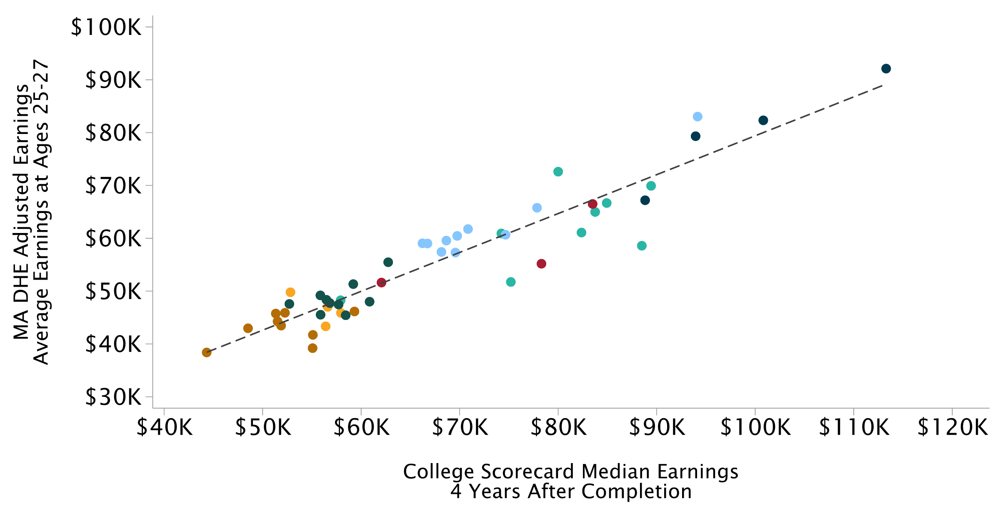 MA DHE Adjusted Earnings
Average Earnings at Ages 25-27
$100K
$90K
$80K
$70K
$60K
$50K
$40K
$30K
$40K $50K $60K $70K $80K $90K $100K $110K $120K
College Scorecard Median Earnings
4 Years After Completion